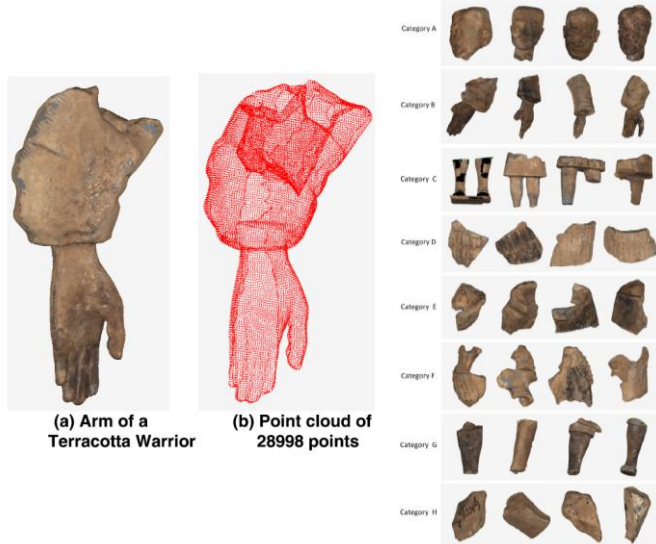 (a) Arm of a
Terracotta Warrior
(b) Point cloud of
28998 points
Category A
Category B
Category C
Category D
Category E
Category F
Category G
Category H